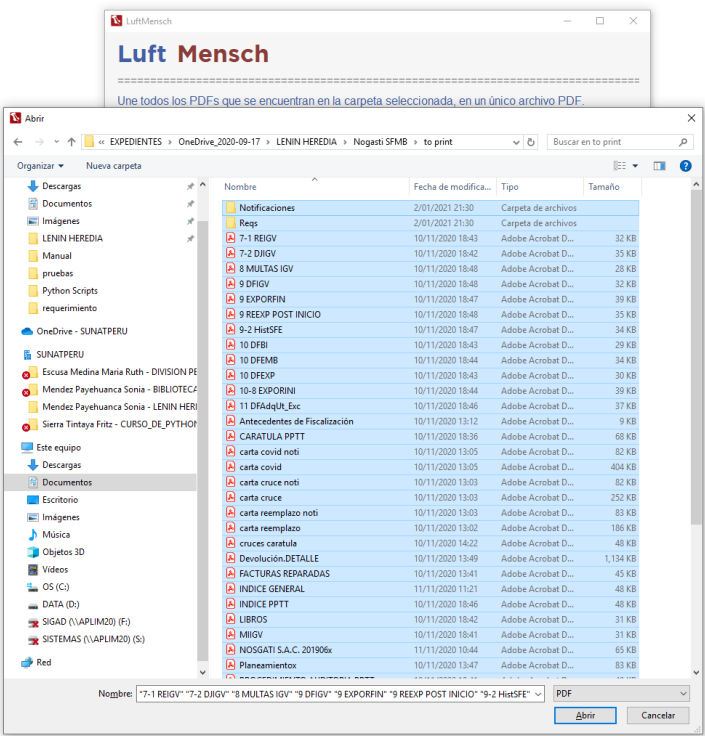 LuftMensch
Luft Mensch
Une todos los PDFs que se encuentran en la carpeta seleccionada, en un único archivo PDF.
Abrir
« EXPEDIENTES › OneDrive_2020-09-17 › LENIN HEREDIA › Nogasti SFMB › to print
Buscar en to print
Organizar
Nueva carpeta
Descargas
Documentos
Imágenes
LENIN HEREDIA
Manual
pruebas
Python Scripts
requerimiento
OneDrive - SUNATPERU
SUNATPERU
Escusa Medina Maria Ruth - DIVISION PE
Mendez Payehuanca Sonia - BIBLIOTECA
Mendez Payehuanca Sonia - LENIN HERI
Sierra Tintaya Fritz - CURSO_DE_PYTHON
Este equipo
Descargas
Documentos
Escritorio
Imágenes
Música
Objetos 3D
Vídeos
OS (C:)
DATA (D:)
SIGAD (\\APLIM20) (F:)
SISTEMAS (\\APLIM20) (S:)
Red
Nombre Fecha de modifica... Tipo Tamaño
Notificaciones 2/01/2021 21:30 Carpeta de archivos
Reqs 2/01/2021 21:30 Carpeta de archivos
7-1 REIGV 10/11/2020 18:43 Adobe Acrobat D... 32 KB
7-2 DJIGV 10/11/2020 18:42 Adobe Acrobat D... 35 KB
8 MULTAS IGV 10/11/2020 18:48 Adobe Acrobat D... 28 KB
9 DFIGV 10/11/2020 18:48 Adobe Acrobat D... 32 KB
9 EXPORFIN 10/11/2020 18:47 Adobe Acrobat D... 39 KB
9 REEXP POST INICIO 10/11/2020 18:48 Adobe Acrobat D... 35 KB
9-2 HistSFE 10/11/2020 18:47 Adobe Acrobat D... 34 KB
10 DFBI 10/11/2020 18:43 Adobe Acrobat D... 29 KB
10 DFEMB 10/11/2020 18:44 Adobe Acrobat D... 34 KB
10 DFEXP 10/11/2020 18:43 Adobe Acrobat D... 30 KB
10-8 EXPORINI 10/11/2020 18:44 Adobe Acrobat D... 39 KB
11 DFAdqUt_Exc 10/11/2020 18:46 Adobe Acrobat D... 37 KB
Antecedentes de Fiscalización 10/11/2020 13:12 Adobe Acrobat D... 9 KB
CARATULA PPTT 10/11/2020 18:36 Adobe Acrobat D... 68 KB
carta covid noti 10/11/2020 13:05 Adobe Acrobat D... 82 KB
carta covid 10/11/2020 13:05 Adobe Acrobat D... 404 KB
carta cruce noti 10/11/2020 13:03 Adobe Acrobat D... 82 KB
carta cruce 10/11/2020 13:03 Adobe Acrobat D... 252 KB
carta reemplazo noti 10/11/2020 13:03 Adobe Acrobat D... 83 KB
carta reemplazo 10/11/2020 13:02 Adobe Acrobat D... 186 KB
cruces caratula 10/11/2020 14:22 Adobe Acrobat D... 48 KB
Devolución.DETALLE 10/11/2020 13:49 Adobe Acrobat D... 1,134 KB
FACTURAS REPARADAS 10/11/2020 13:41 Adobe Acrobat D... 45 KB
INDICE GENERAL 11/11/2020 11:21 Adobe Acrobat D... 48 KB
INDICE PPTT 10/11/2020 18:46 Adobe Acrobat D... 48 KB
LIBROS 10/11/2020 18:42 Adobe Acrobat D... 31 KB
MIIGV 10/11/2020 18:41 Adobe Acrobat D... 31 KB
NOSGATI S.A.C. 201906x 11/11/2020 10:44 Adobe Acrobat D... 65 KB
Planeamientox 10/11/2020 13:47 Adobe Acrobat D... 83 KB
Nombre: "7-1 REIGV" "7-2 DJIGV" "8 MULTAS IGV" "9 DFIGV" "9 EXPORFIN" "9 REEXP POST INICIO" "9-2 HistSFE"
PDF
Abrir
Cancelar